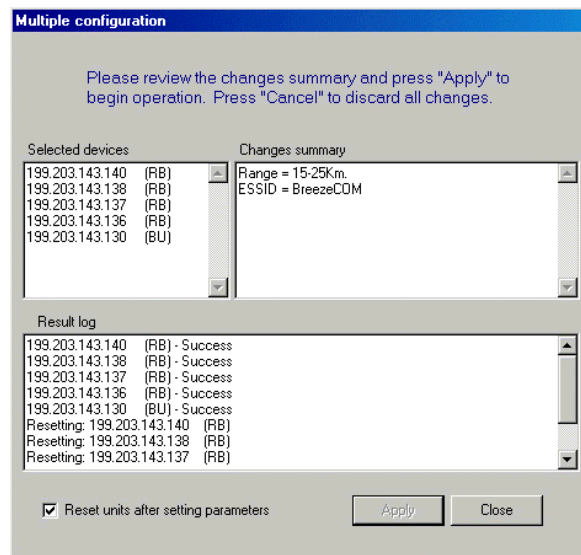 Multiple configuration
Please review the changes summary and press "Apply" to
begin operation. Press "Cancel" to discard all changes.
Selected devices
199.203.143.140 (RB)
199.203.143.138 (RB)
199.203.143.137 (RB)
199.203.143.136 (RB)
199.203.143.130 (BU)
Changes summary
Range = 15-25Km.
ESSID = BreezeCOM
Result log
199.203.143.140 (RB) - Success
199.203.143.138 (RB) - Success
199.203.143.137 (RB) - Success
199.203.143.136 (RB) - Success
199.203.143.130 (BU) - Success
Resetting: 199.203.143.140 (RB)
Resetting: 199.203.143.138 (RB)
Resetting: 199.203.143.137 (RB)
Reset units after setting parameters
Apply
Close